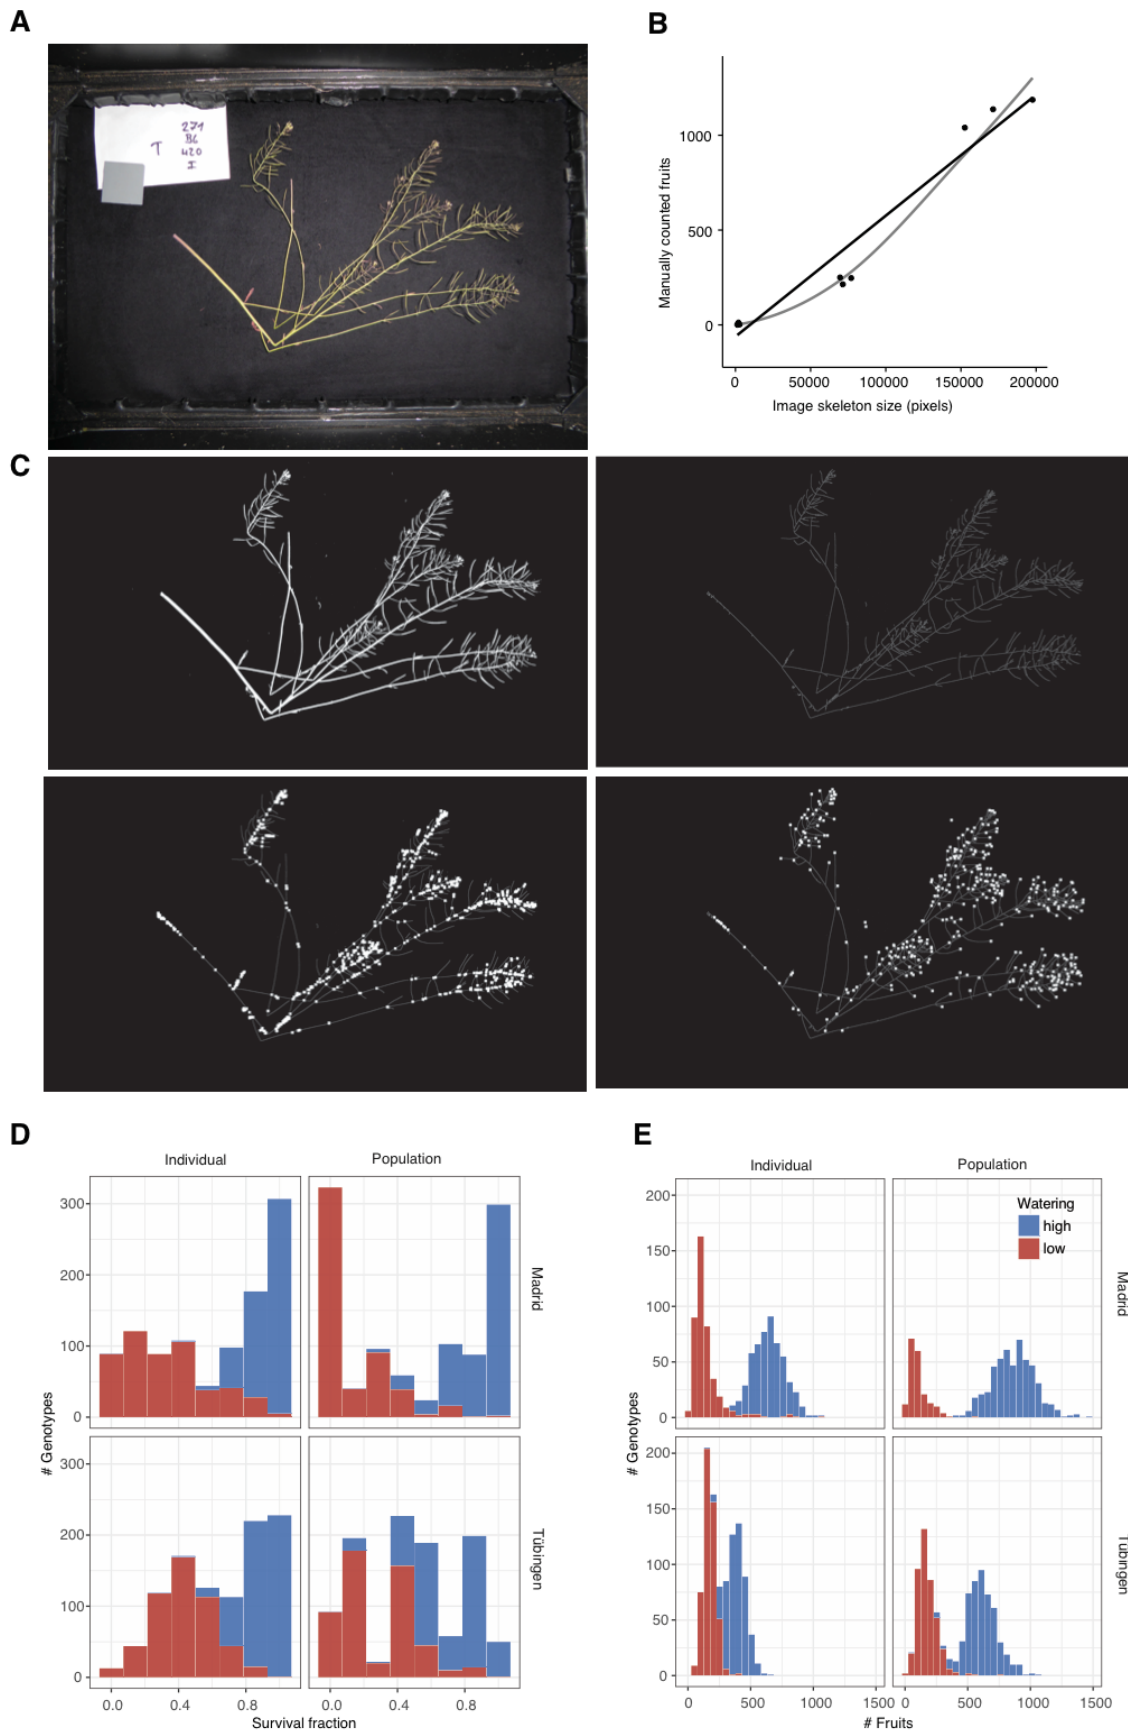 A
271
B6
T
420
I
B
1000
500
0
Manually counted fruits
0 50000 100000 150000 200000
Image skeleton size (pixels)
C
D
Individual Population
300
200
100
0
Madrid
300
200
100
0
Tübingen
# Genotypes
0.0 0.4 0.8 0.0 0.4 0.8
Survival fraction
E
Individual Population
200
150
100
50
0
Watering
high
low
Madrid
200
150
100
50
0
Tübingen
# Genotypes
0 500 1000 1500 0 500 1000 1500
# Fruits